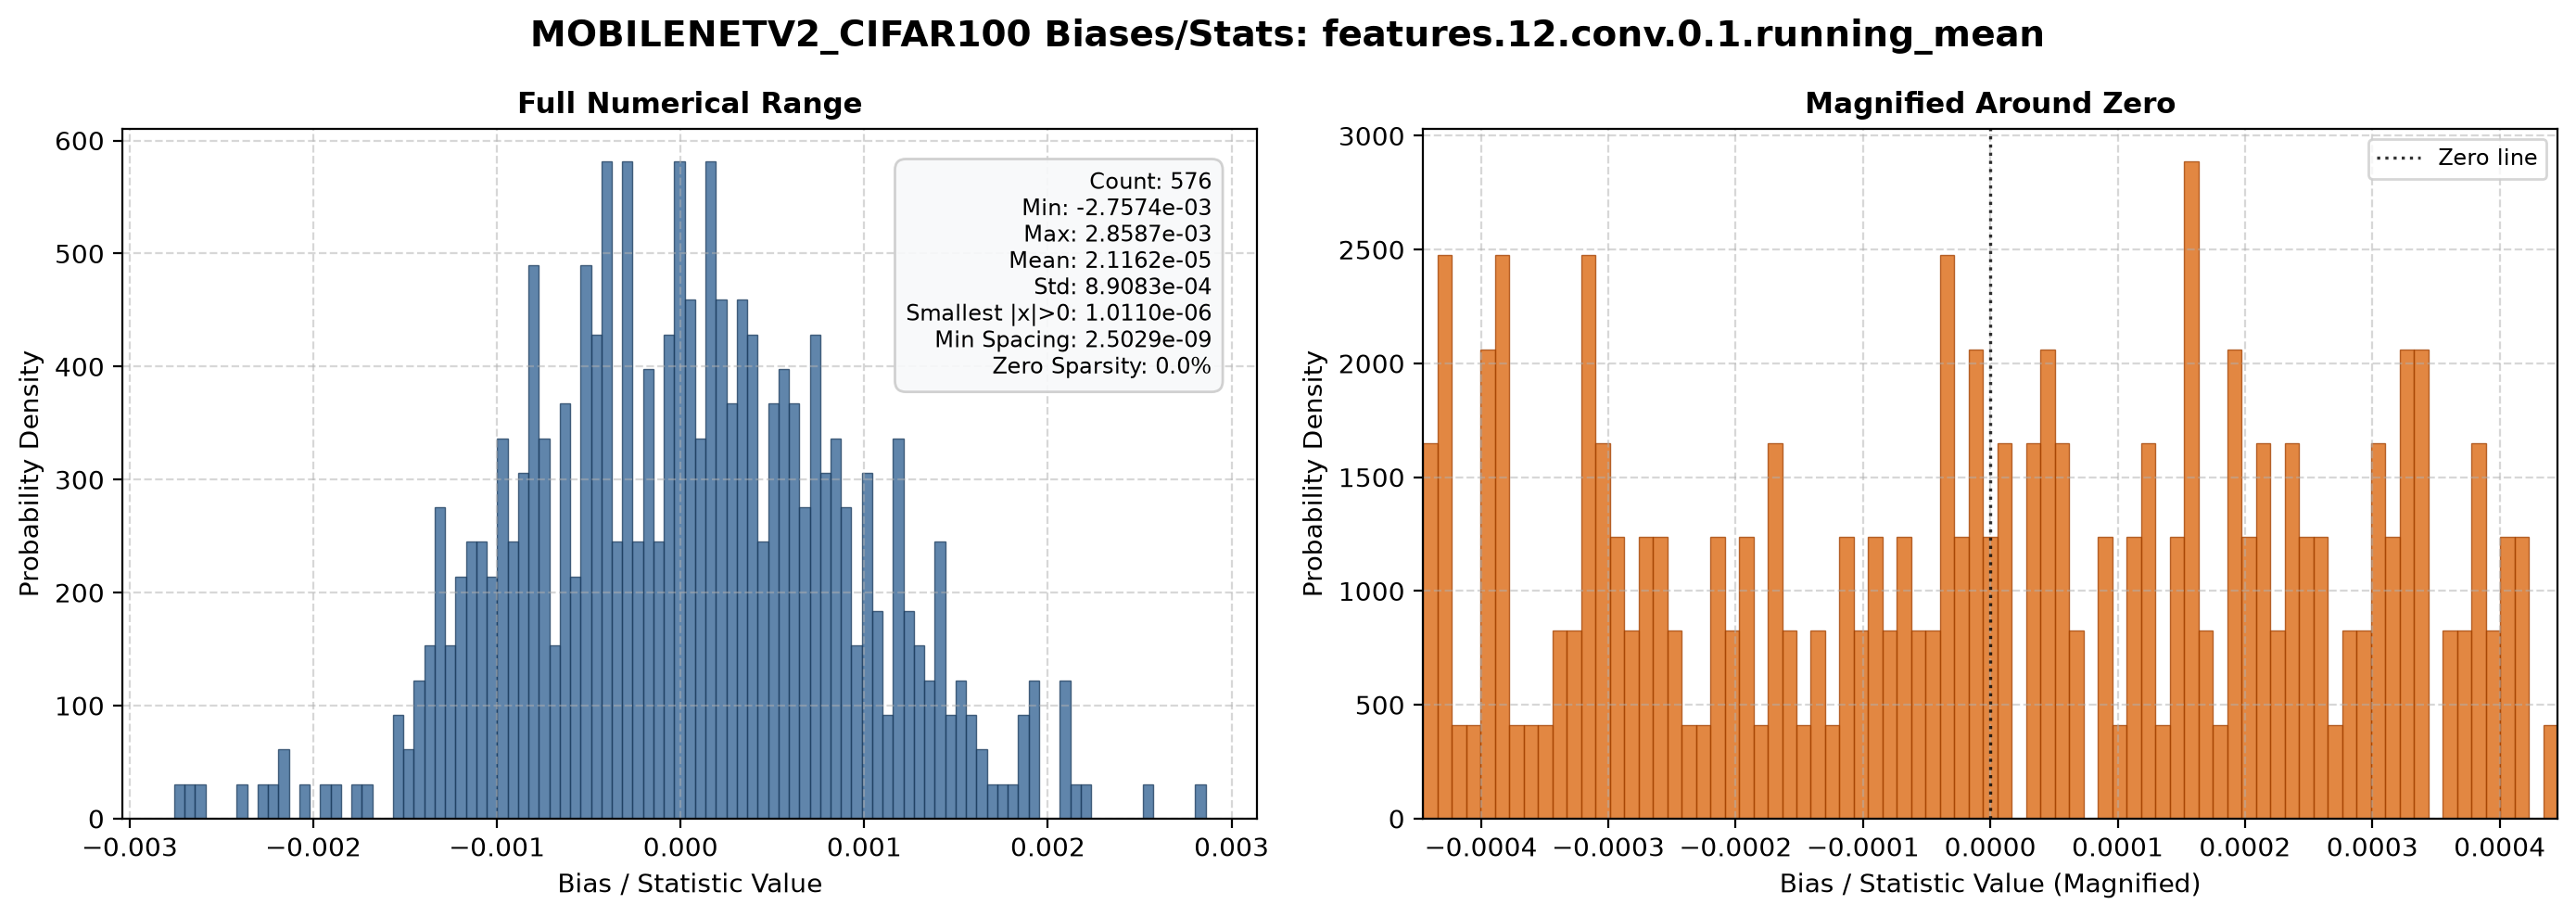 MOBILENETV2_CIFAR100 Biases/Stats: features.12.conv.0.1.running_mean
Full Numerical Range
Probability Density
600
500
400
300
200
100
0
−0.003 −0.002 −0.001 0.000 0.001 0.002 0.003
Bias / Statistic Value
Count: 576
Min: -2.7574e-03
Max: 2.8587e-03
Mean: 2.1162e-05
Std: 8.9083e-04
Smallest |x|>0: 1.0110e-06
Min Spacing: 2.5029e-09
Zero Sparsity: 0.0%
Magnified Around Zero
Probability Density
3000
2500
2000
1500
1000
500
0
−0.0004 −0.0003 −0.0002 −0.0001 0.0000 0.0001 0.0002 0.0003 0.0004
Bias / Statistic Value (Magnified)
Zero line